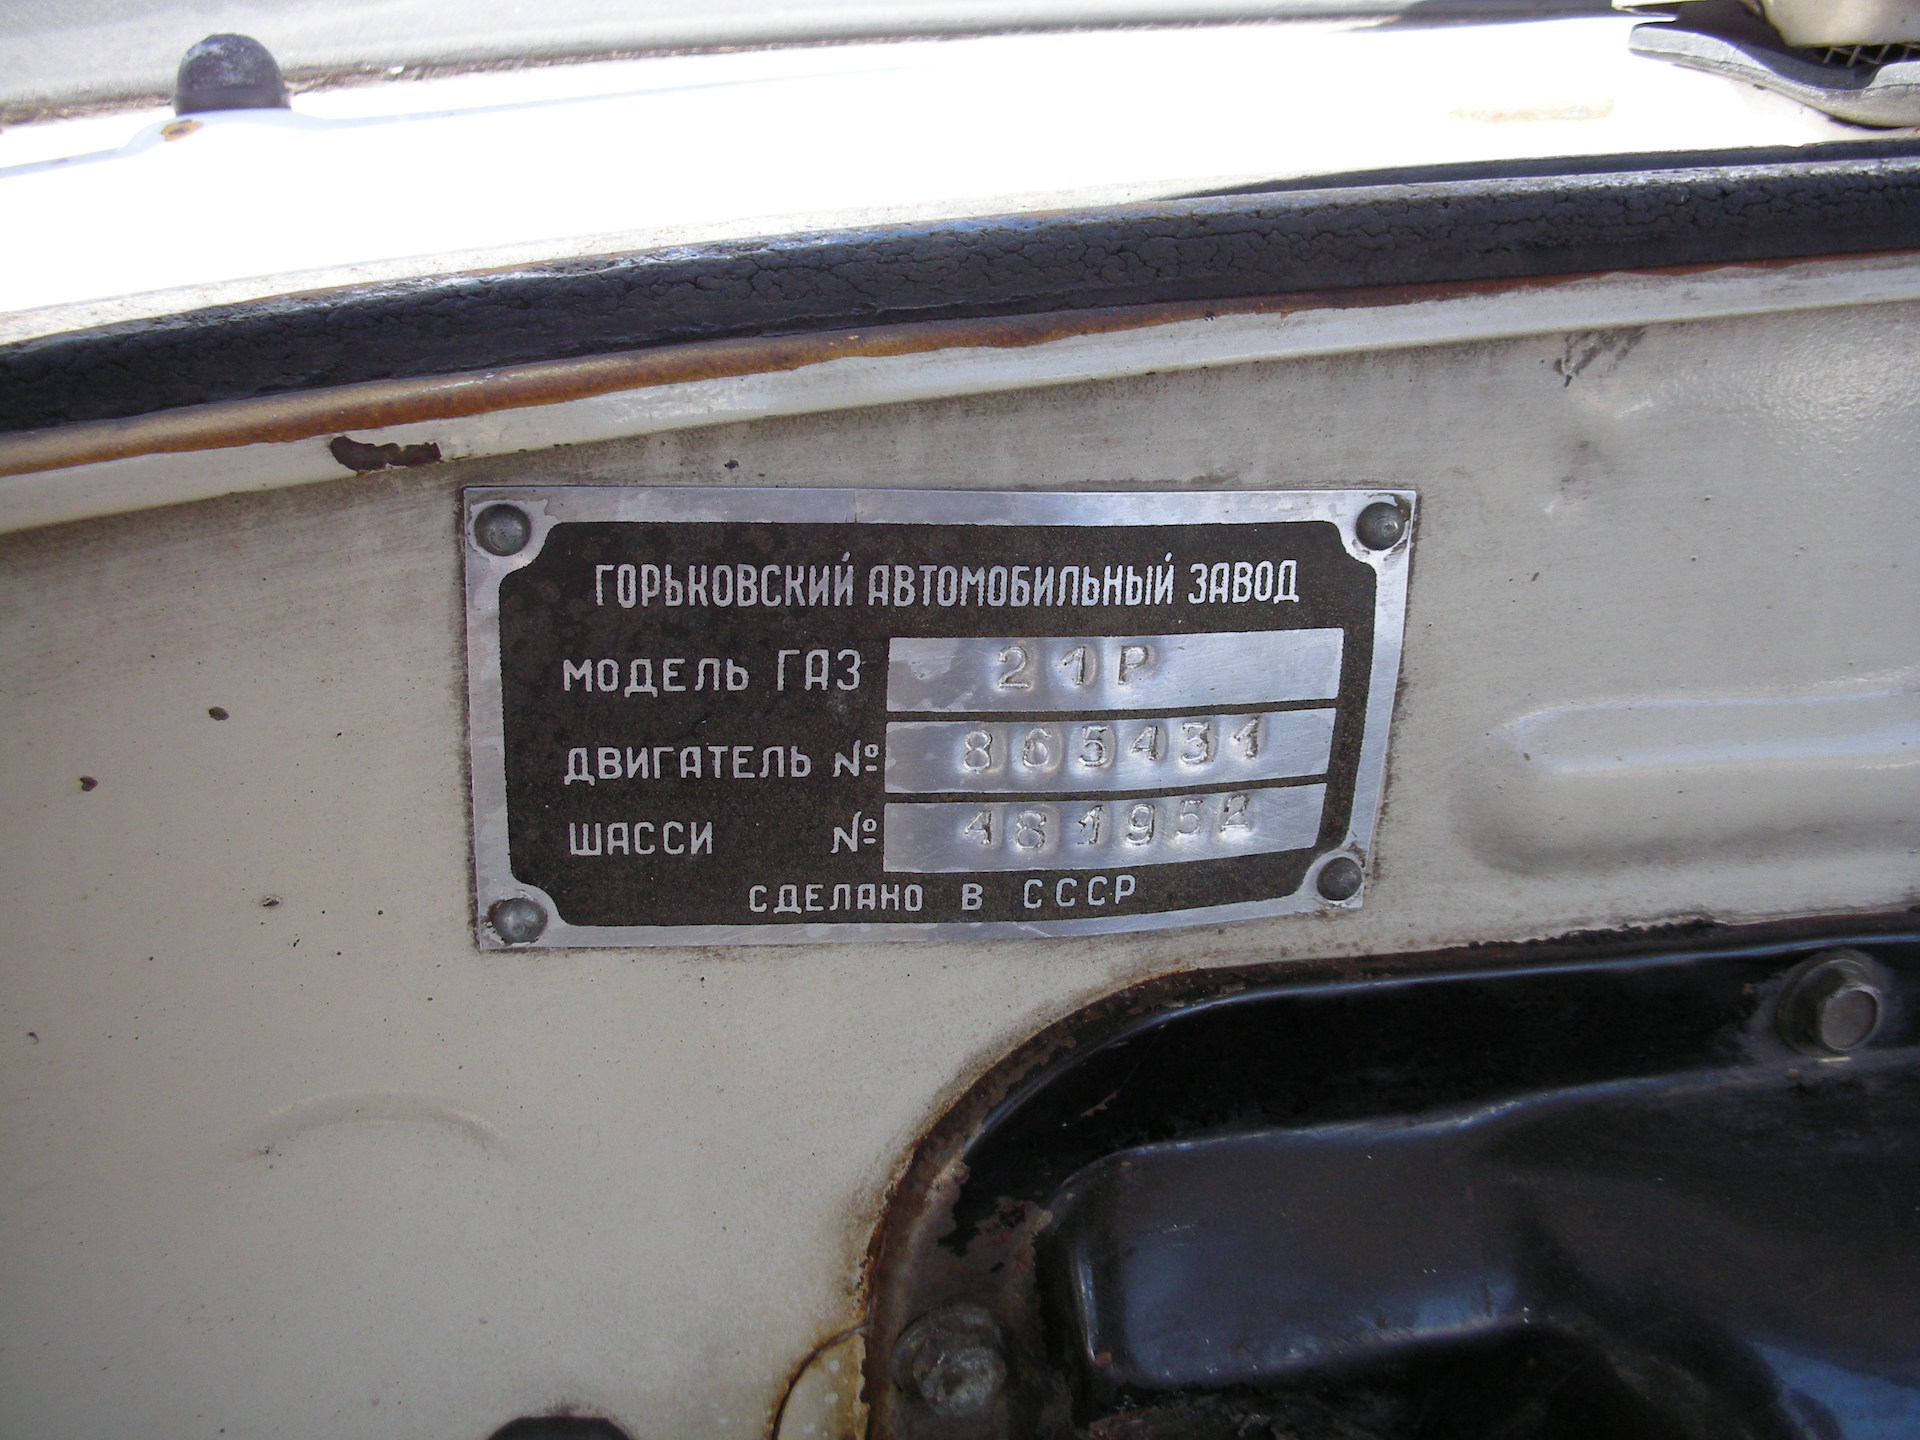 ГОРЬКОВСКИЙ АВТОМОБИЛЬНЫЙ ЗАВОД
МОДЕЛЬ ГАЗ 21Р
ДВИГАТЕЛЬ № 865431
ШАССИ № 481952
СДЕЛАНО В СССР